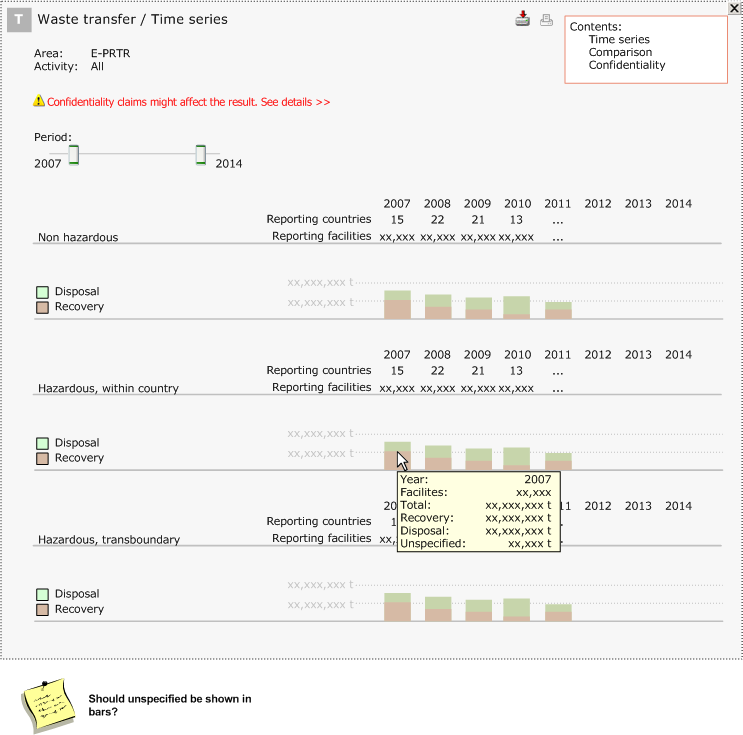 T Waste transfer / Time series
Contents:
Time series
Comparison
Confidentiality
Area: E-PRTR
Activity: All
Confidentiality claims might affect the result. See details >>
Period:
2007 2014
2007 2008 2009 2010 2011 2012 2013 2014
Reporting countries 15 22 21 13 ...
Non hazardous Reporting facilities xx,xxx xx,xxx xx,xxx xx,xxx ...
xx,xxx,xxx t
Disposal
xx,xxx,xxx t
Recovery
2007 2008 2009 2010 2011 2012 2013 2014
Reporting countries 15 22 21 13 ...
Hazardous, within country Reporting facilities xx,xxx xx,xxx xx,xxx xx,xxx ...
xx,xxx,xxx t
Disposal
xx,xxx,xxx t
Recovery
Year: 2007
Facilites: xx,xxx
Total: xx,xxx,xxx t
Recovery: xx,xxx,xxx t
Disposal: xx,xxx,xxx t
Unspecified: xx,xxx t
2012 2013 2014
Reporting countries
Hazardous, transboundary Reporting facilities xx,
xx,xxx,xxx t
Disposal
xx,xxx,xxx t
Recovery
Should unspecified be shown in
bars?